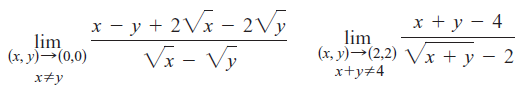 lim (x, y)→(0,0) x≠y (x − y + 2√x − 2√y) / (√x − √y)
lim (x, y)→(2,2) x+y≠4 (x + y − 4) / (√(x + y) − 2)